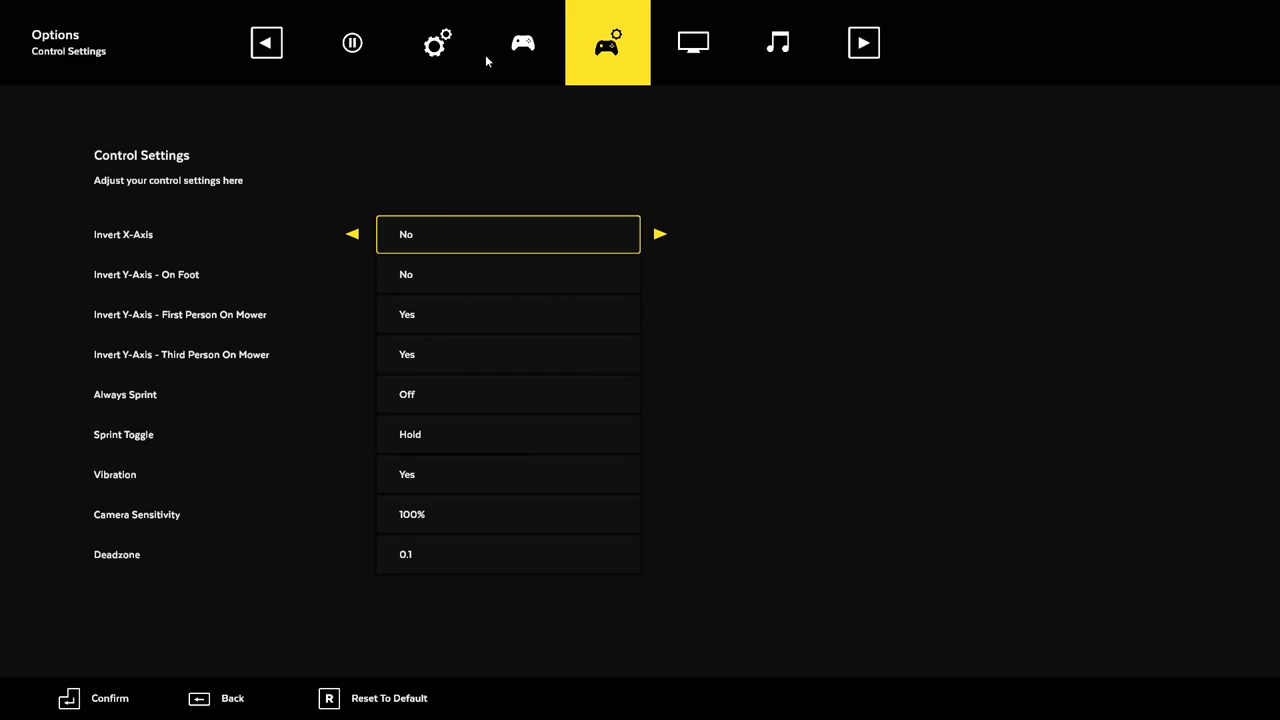 Options
Control Settings
Control Settings
Adjust your control settings here
Invert X-Axis No
Invert Y-Axis - On Foot No
Invert Y-Axis - First Person On Mower Yes
Invert Y-Axis - Third Person On Mower Yes
Always Sprint Off
Sprint Toggle Hold
Vibration Yes
Camera Sensitivity 100%
Deadzone 0.1
Confirm Back R Reset To Default